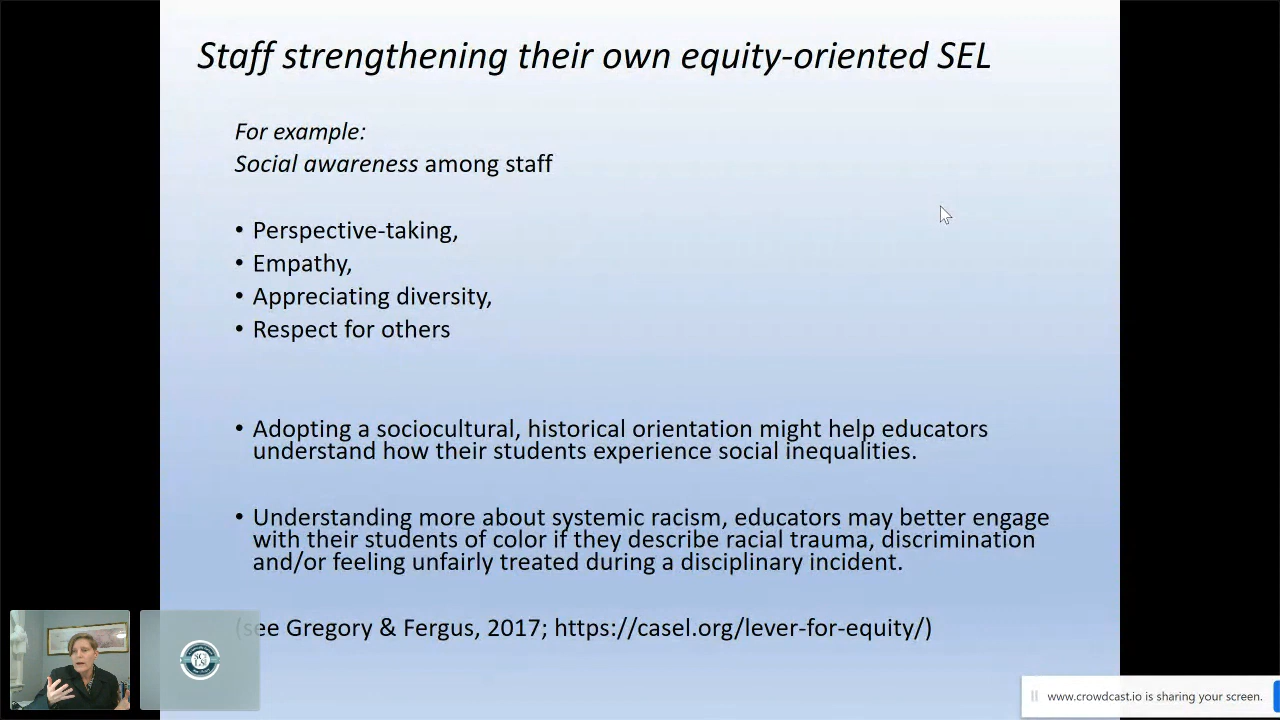 Staff strengthening their own equity-oriented SEL
For example:
Social awareness among staff
• Perspective-taking,
• Empathy,
• Appreciating diversity,
• Respect for others
• Adopting a sociocultural, historical orientation might help educators
understand how their students experience social inequalities.
• Understanding more about systemic racism, educators may better engage
with their students of color if they describe racial trauma, discrimination
and/or feeling unfairly treated during a disciplinary incident.
(see Gregory & Fergus, 2017; https://casel.org/lever-for-equity/)
www.crowdcast.io is sharing your screen.